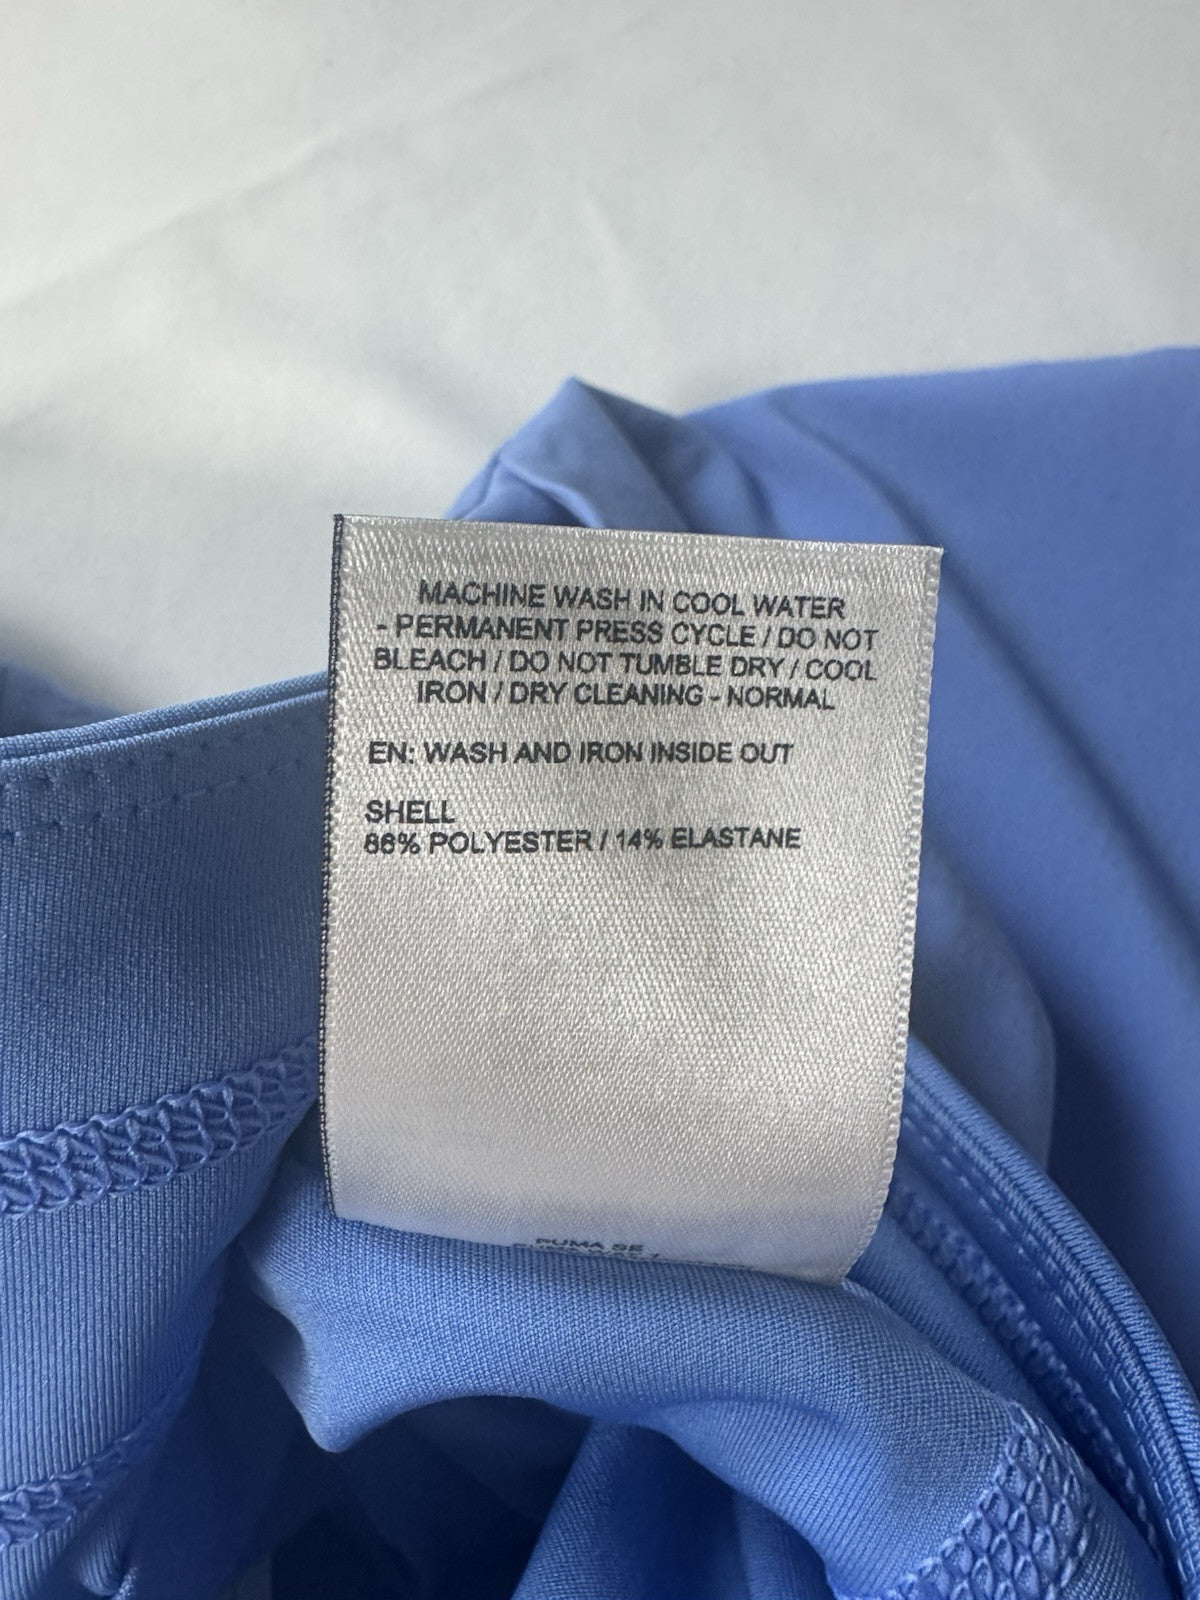 MACHINE WASH IN COOL WATER
- PERMANENT PRESS CYCLE / DO NOT
BLEACH / DO NOT TUMBLE DRY / COOL
IRON / DRY CLEANING - NORMAL
EN: WASH AND IRON INSIDE OUT
SHELL
86% POLYESTER / 14% ELASTANE
PUMA SE